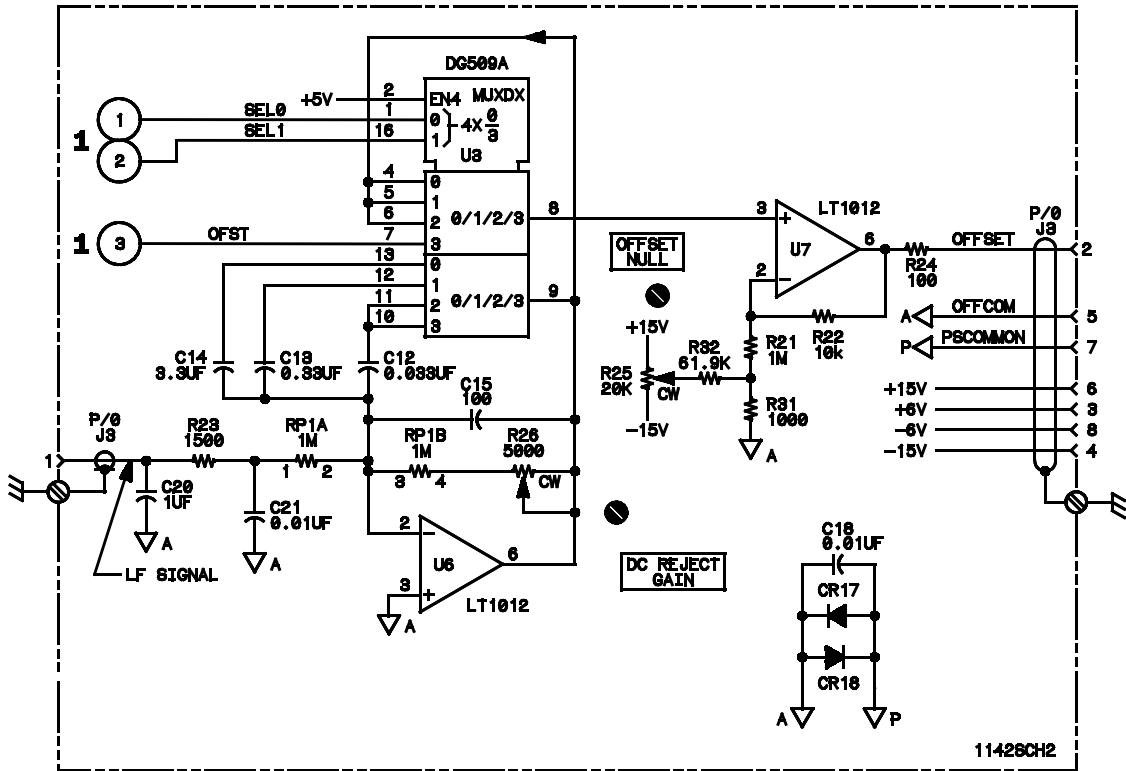 DG509A
+5V
2
EN4
MUXDX
1
SEL0
1
0
4X 0/3
1
SEL1
16
1
2
U3
4
0
5
1
6
2
0/1/2/3
8
1
3
OFST
7
3
13
0
12
1
11
2
0/1/2/3
9
10
3
3
+
LT1012
U7
6
2
-
OFFSET
NULL
R24
100
OFFSET
P/0
J3
2
A
OFFCOM
5
P
PSCOMMON
7
+15V
6
+6V
3
-6V
8
-15V
4
R22
10k
R21
1M
+15V
R32
61.9K
R25
20K
CW
R31
1000
-15V
A
C14
3.3UF
C13
0.33UF
C12
0.033UF
C15
100
P/0
J3
1
R23
1500
RP1A
1M
1
2
RP1B
1M
3
4
R26
5000
CW
C20
1UF
A
C21
0.01UF
A
LF SIGNAL
2
-
U6
6
3
+
LT1012
A
DC REJECT
GAIN
C18
0.01UF
CR17
CR18
A
P
1142SCH2